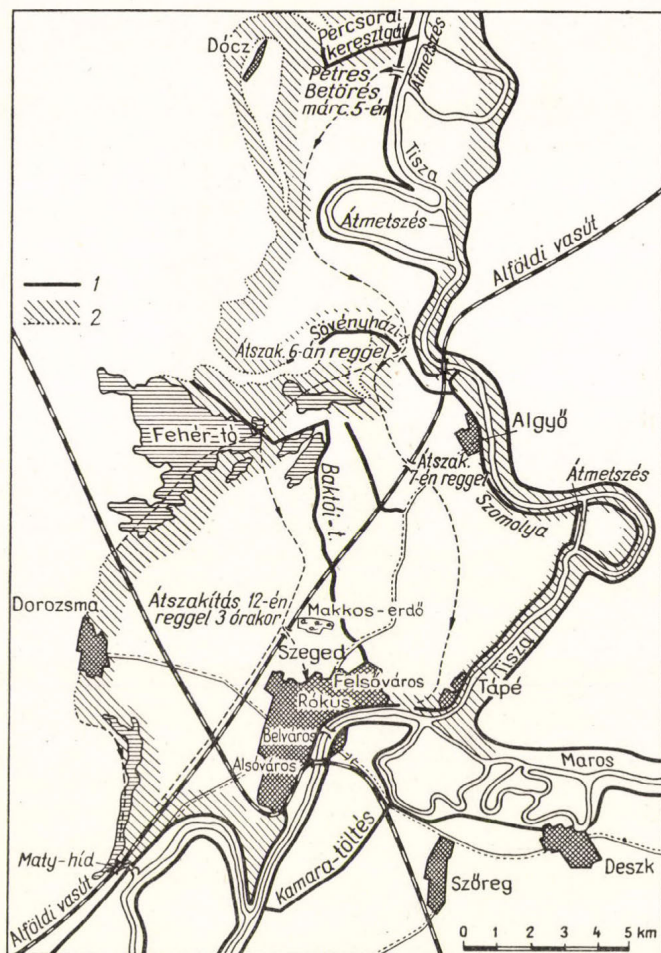 Percsorai
keresztgát
Dócz
Átmetszés
Petres
Betörés
márc. 5-én
Tisza
Átmetszés
Alföldi vasút
1
2
Sövényházi
Átszak. 6-án reggel
Fehér-tó
Algyő
Átszak.
7-én reggel
Átmetszés
Szomolya
Baktói-t.
Dorozsma
Átszakítás 12-én
reggel 3 órakor
Makkos-erdő
Szeged
Felsőváros
Rókus
Tisza
Tápé
Belváros
Alsóváros
Maros
Maty-híd
Kamara-töltés
Deszk
Szőreg
Alföldi vasút
0 1 2 3 4 5 km